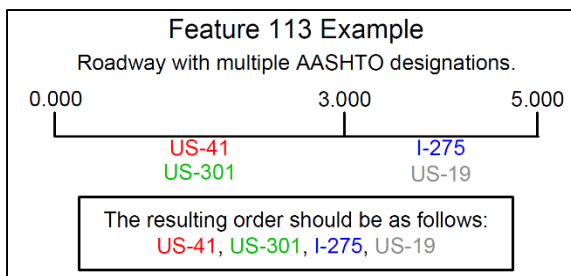 Feature 113 Example
Roadway with multiple AASHTO designations.
0.000 3.000 5.000
US-41 I-275
US-301 US-19
The resulting order should be as follows:
US-41, US-301, I-275, US-19